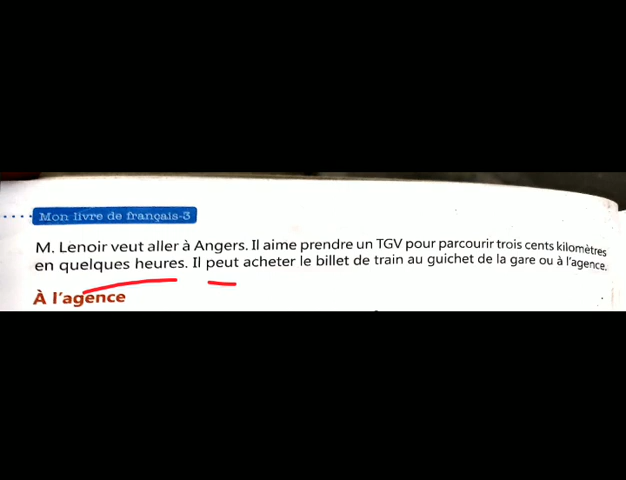 Mon livre de français-3
M. Lenoir veut aller à Angers. Il aime prendre un TGV pour parcourir trois cents kilomètres
en quelques heures. Il peut acheter le billet de train au guichet de la gare ou à l'agence.
À l'agence